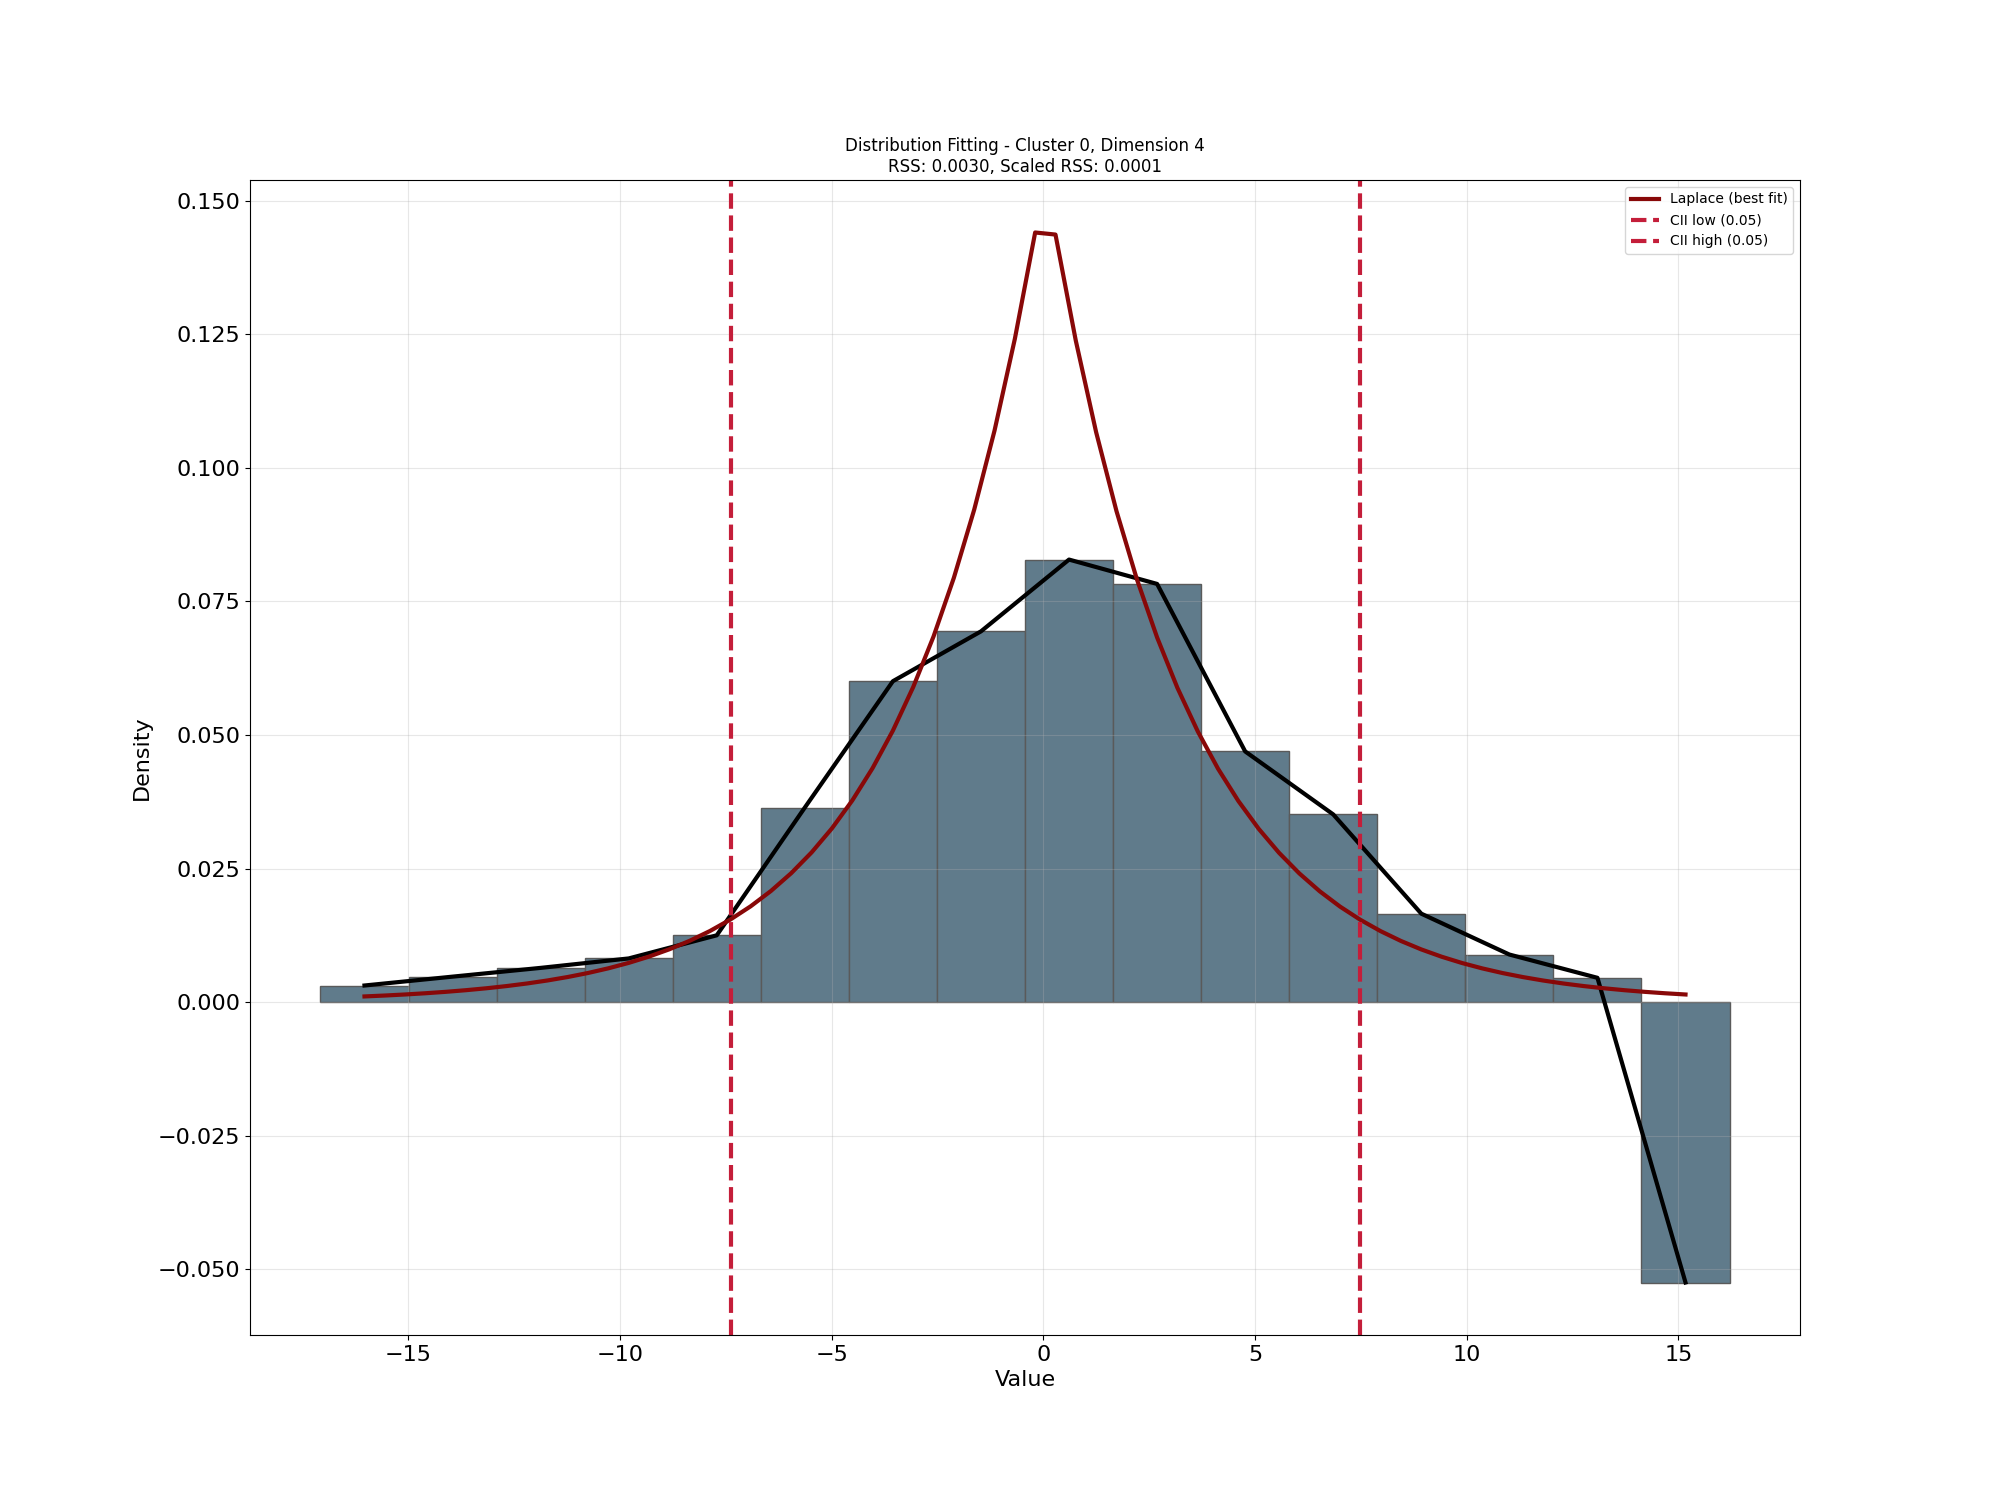 Distribution Fitting - Cluster 0, Dimension 4
RSS: 0.0030, Scaled RSS: 0.0001
Laplace (best fit)
CII low (0.05)
CII high (0.05)
0.150
0.125
0.100
0.075
0.050
0.025
0.000
−0.025
−0.050
Density
−15 −10 −5 0 5 10 15
Value